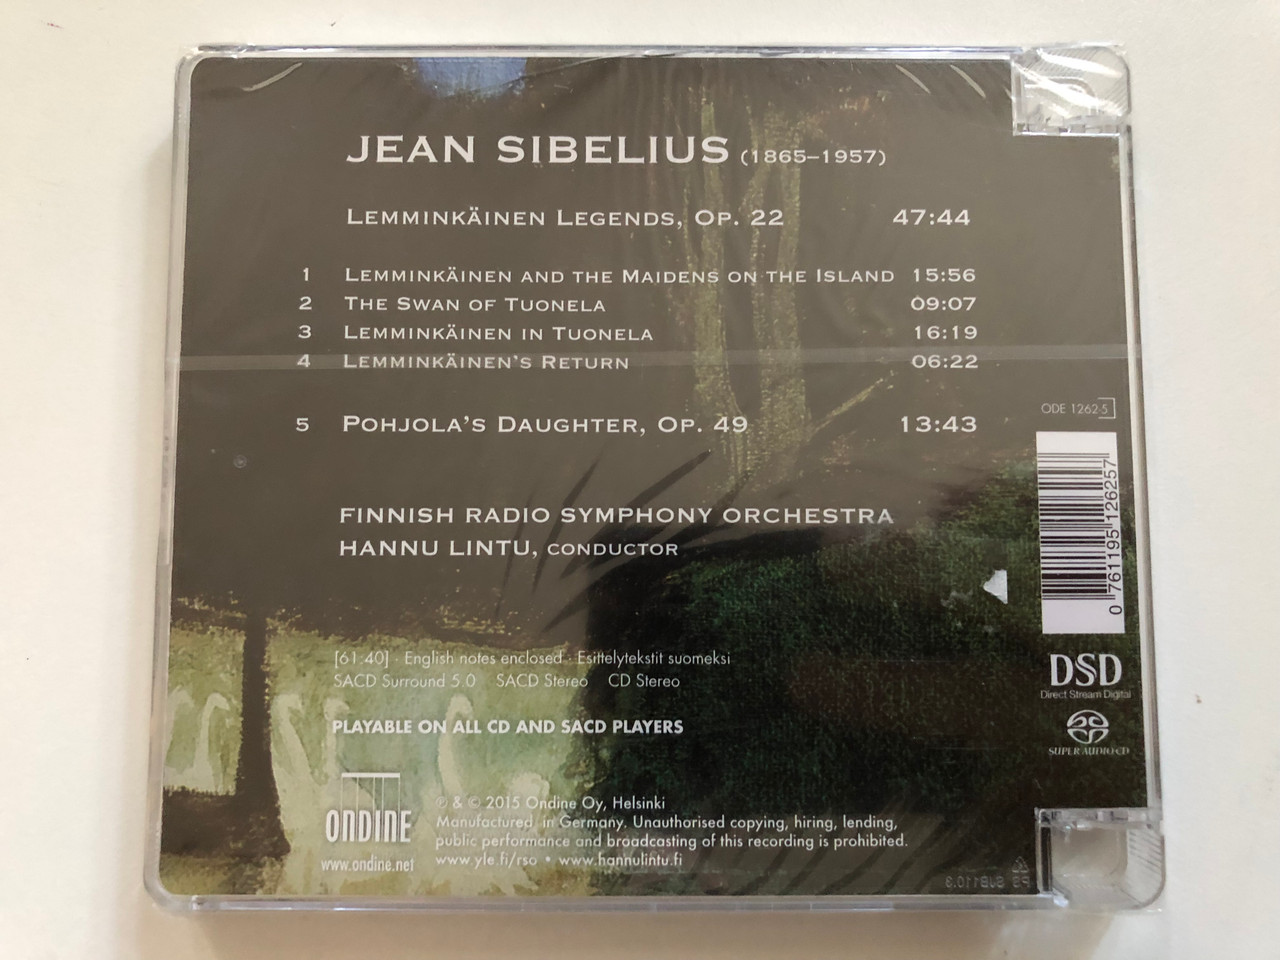 JEAN SIBELIUS (1865–1957)
LEMMINKÄINEN LEGENDS, OP. 22 47:44
1 LEMMINKÄINEN AND THE MAIDENS ON THE ISLAND 15:56
2 THE SWAN OF TUONELA 09:07
3 LEMMINKÄINEN IN TUONELA 16:19
4 LEMMINKÄINEN'S RETURN 06:22
5 POHJOLA'S DAUGHTER, OP. 49 13:43
FINNISH RADIO SYMPHONY ORCHESTRA
HANNU LINTU, CONDUCTOR
[61:40] · English notes enclosed · Esittelytekstit suomeksi
SACD Surround 5.0 SACD Stereo CD Stereo
PLAYABLE ON ALL CD AND SACD PLAYERS
ONDINE
www.ondine.net
℗ & © 2015 Ondine Oy, Helsinki
Manufactured in Germany. Unauthorised copying, hiring, lending,
public performance and broadcasting of this recording is prohibited.
www.yle.fi/rso • www.hannulintu.fi
ODE 1262-5
0 761195 126257
DSD
Direct Stream Digital
SUPER AUDIO CD